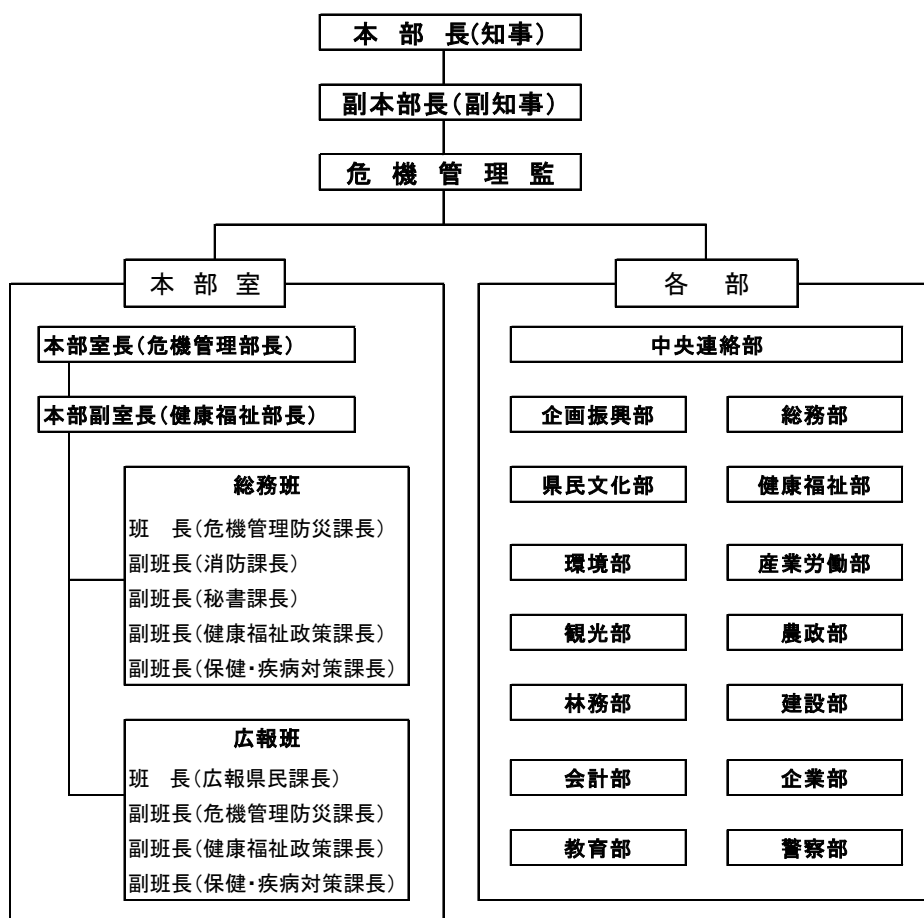 本 部 長(知事)
副本部長(副知事)
危 機 管 理 監
本 部 室
本部室長(危機管理部長)
本部副室長(健康福祉部長)
総務班
班　長(危機管理防災課長)
副班長(消防課長)
副班長(秘書課長)
副班長(健康福祉政策課長)
副班長(保健・疾病対策課長)
広報班
班　長(広報県民課長)
副班長(危機管理防災課長)
副班長(健康福祉政策課長)
副班長(保健・疾病対策課長)
各 部
中央連絡部
企画振興部
総務部
県民文化部
健康福祉部
環境部
産業労働部
観光部
農政部
林務部
建設部
会計部
企業部
教育部
警察部